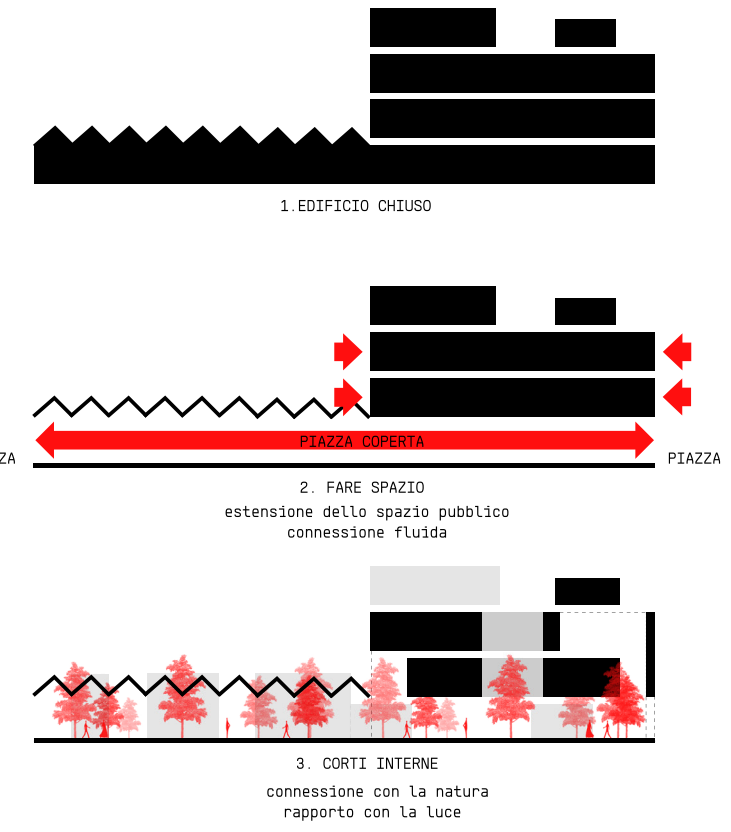 1.EDIFICIO CHIUSO
PIAZZA COPERTA
ZA
PIAZZA
2. FARE SPAZIO
estensione dello spazio pubblico
connessione fluida
3. CORTI INTERNE
connessione con la natura
rapporto con la luce